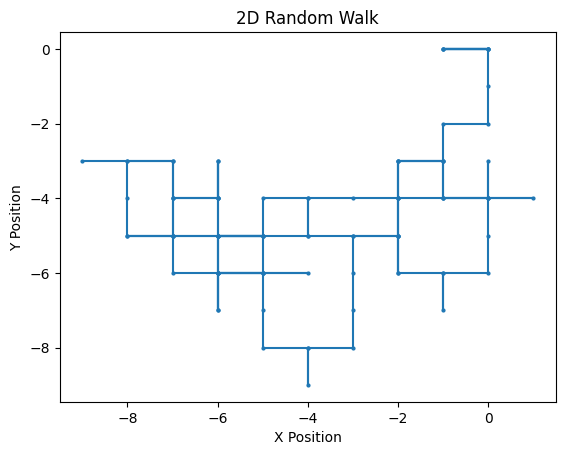 2D Random Walk
0
−2
−4
−6
−8
Y Position
−8 −6 −4 −2 0
X Position